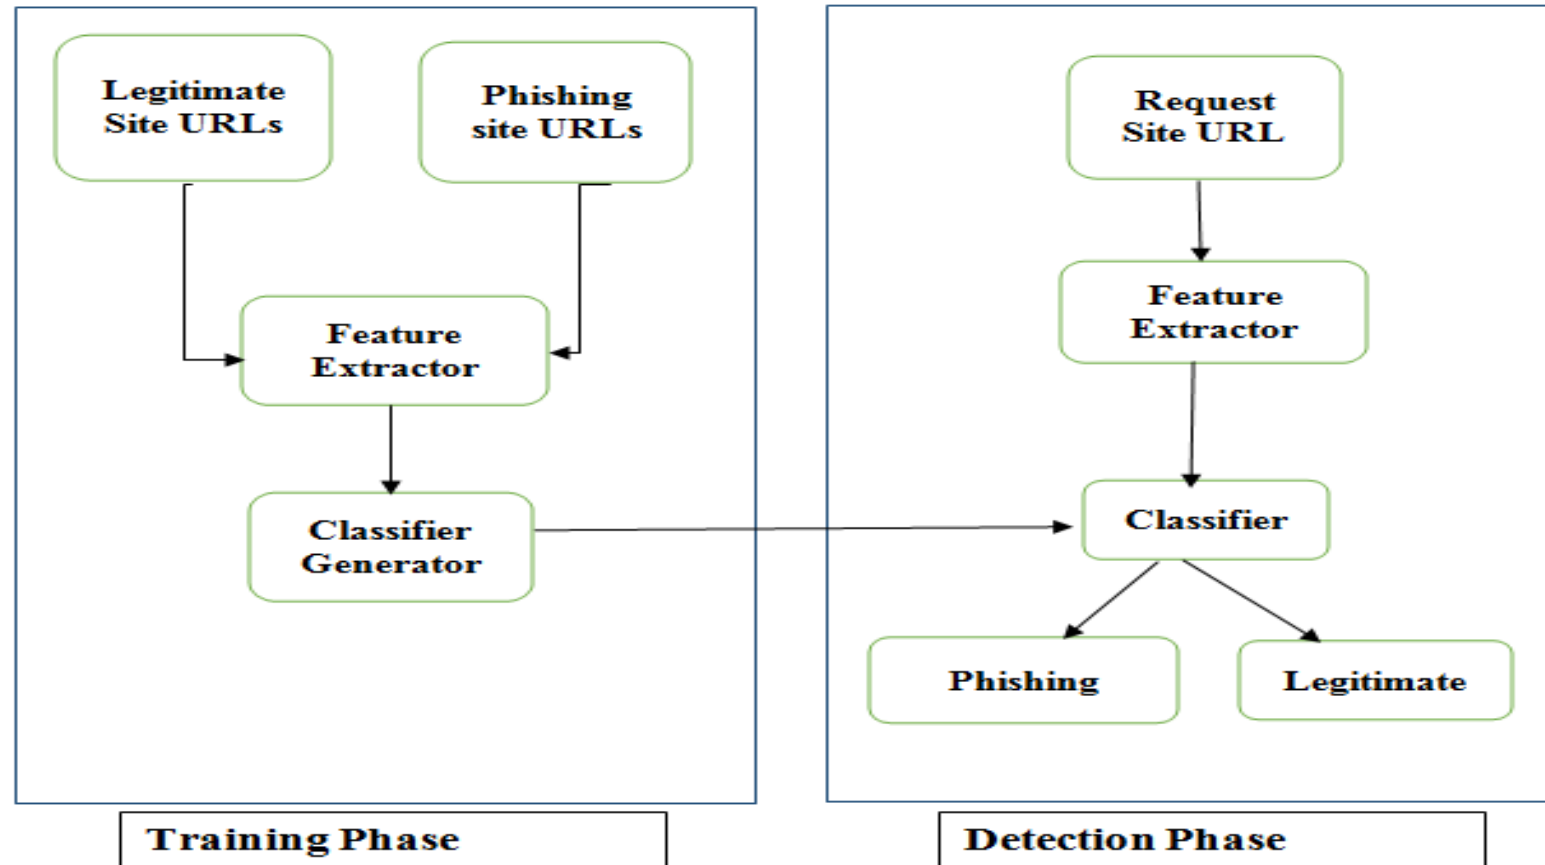 Legitimate
Site URLs
Phishing
site URLs
Feature
Extractor
Classifier
Generator
Training Phase
Request
Site URL
Feature
Extractor
Classifier
Phishing
Legitimate
Detection Phase